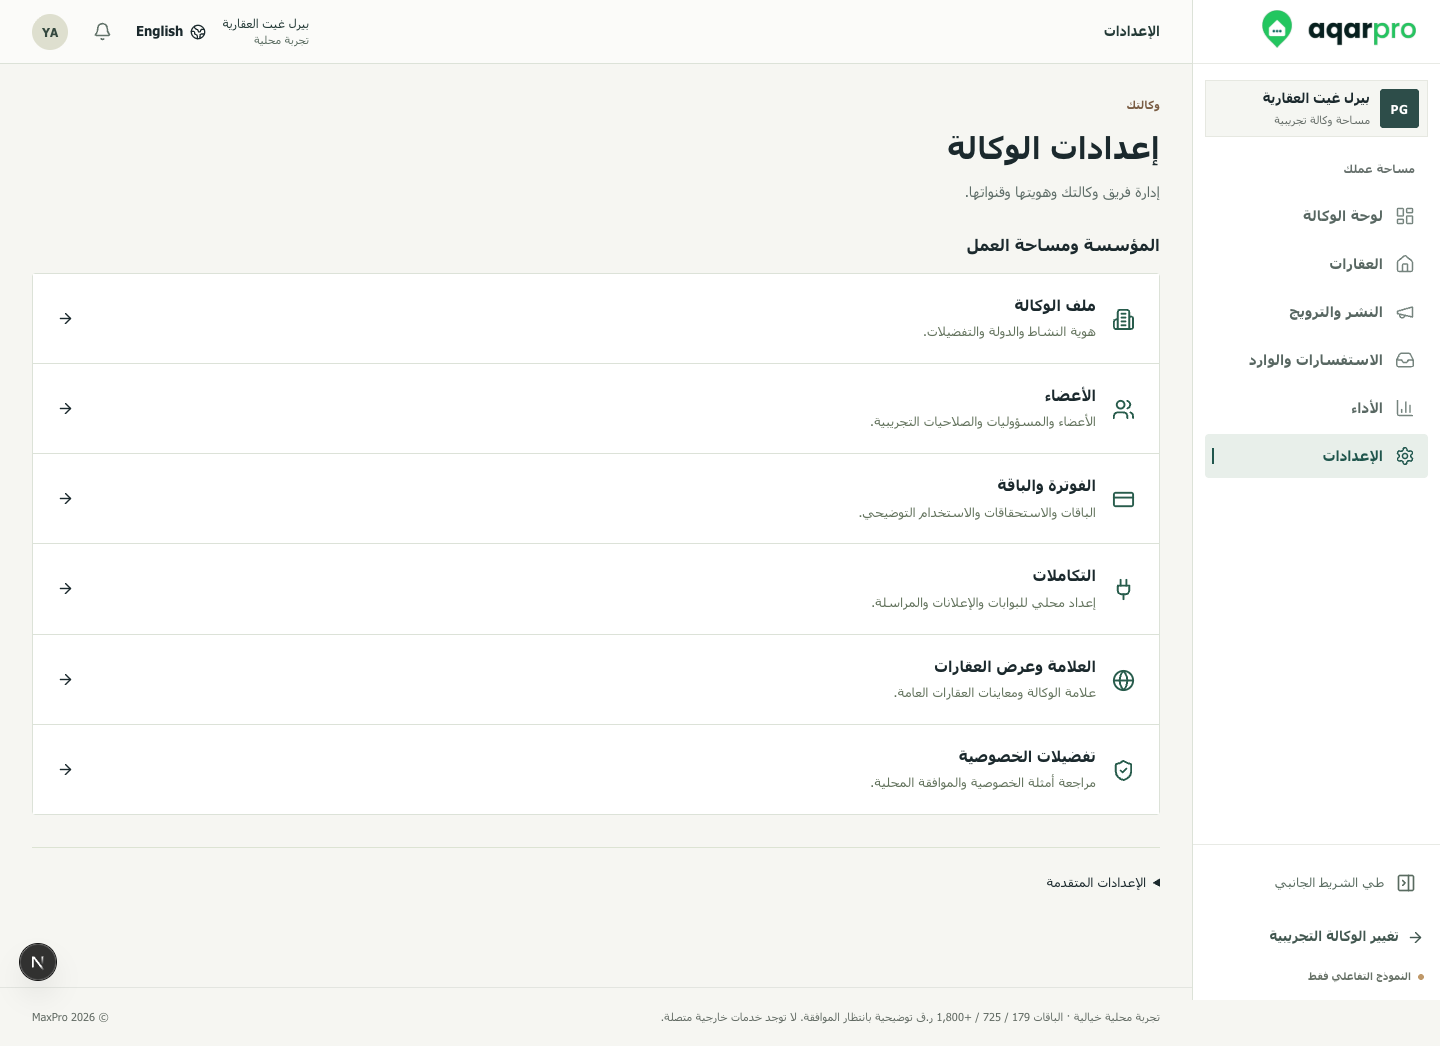 aqarpro
بيرل غيت العقارية
PG
مساحة وكالة تجريبية
مساحة عملك
لوحة الوكالة
العقارات
النشر والترويج
الاستفسارات والوارد
الأداء
الإعدادات
طي الشريط الجانبي
تغيير الوكالة التجريبية
النموذج التفاعلي فقط
الإعدادات
بيرل غيت العقارية
تجربة محلية
English
YA
وكالتك
إعدادات الوكالة
إدارة فريق وكالتك وهويتها وقنواتها.
المؤسسة ومساحة العمل
ملف الوكالة
هوية النشاط والدولة والتفضيلات.
الأعضاء
الأعضاء والمسؤوليات والصلاحيات التجريبية.
الفوترة والباقة
الباقات والاستحقاقات والاستخدام التوضيحي.
التكاملات
إعداد محلي للبوابات والإعلانات والمراسلة.
العلامة وعرض العقارات
علامة الوكالة ومعاينات العقارات العامة.
تفضيلات الخصوصية
مراجعة أمثلة الخصوصية والموافقة المحلية.
الإعدادات المتقدمة
N
تجربة محلية خيالية · الباقات 179 / 725 / +1,800 ر.ق توضيحية بانتظار الموافقة. لا توجد خدمات خارجية متصلة.
© 2026 MaxPro